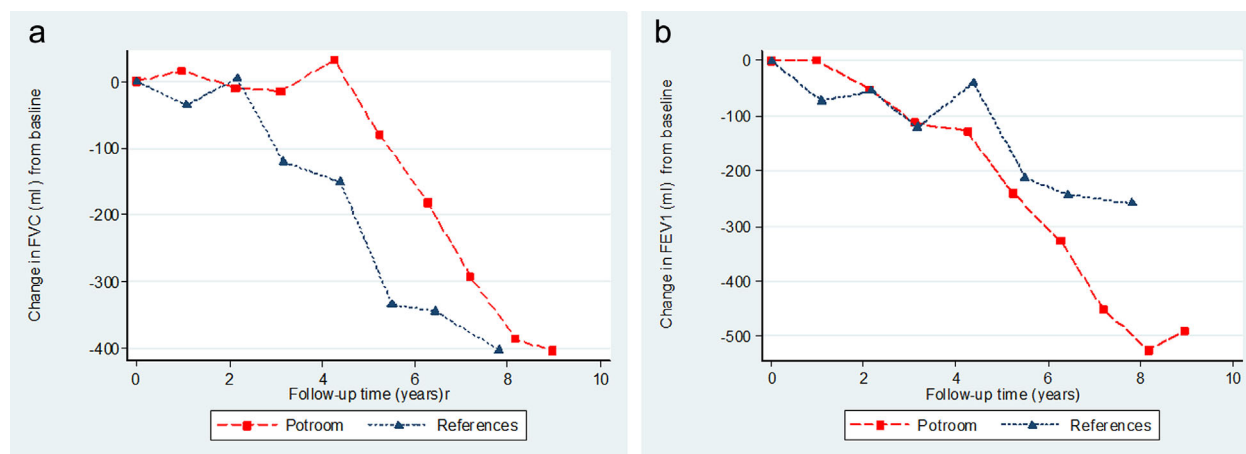 a
Change in FVC (ml) from baseline
0
-100
-200
-300
-400
0 2 4 6 8 10
Follow-up time (years)r
Potroom References
b
Change in FEV1 (ml) from baseline
0
-100
-200
-300
-400
-500
0 2 4 6 8 10
Follow-up time (years)
Potroom References